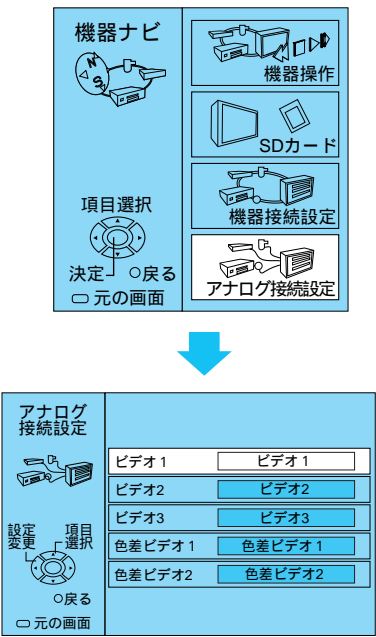 機器ナビ
N
S
項目選択
決定
戻る
元の画面
機器操作
SDカード
機器接続設定
アナログ接続設定
アナログ
接続設定
設定
変更
項目
選択
戻る
元の画面
ビデオ1 ビデオ1
ビデオ2 ビデオ2
ビデオ3 ビデオ3
色差ビデオ1 色差ビデオ1
色差ビデオ2 色差ビデオ2